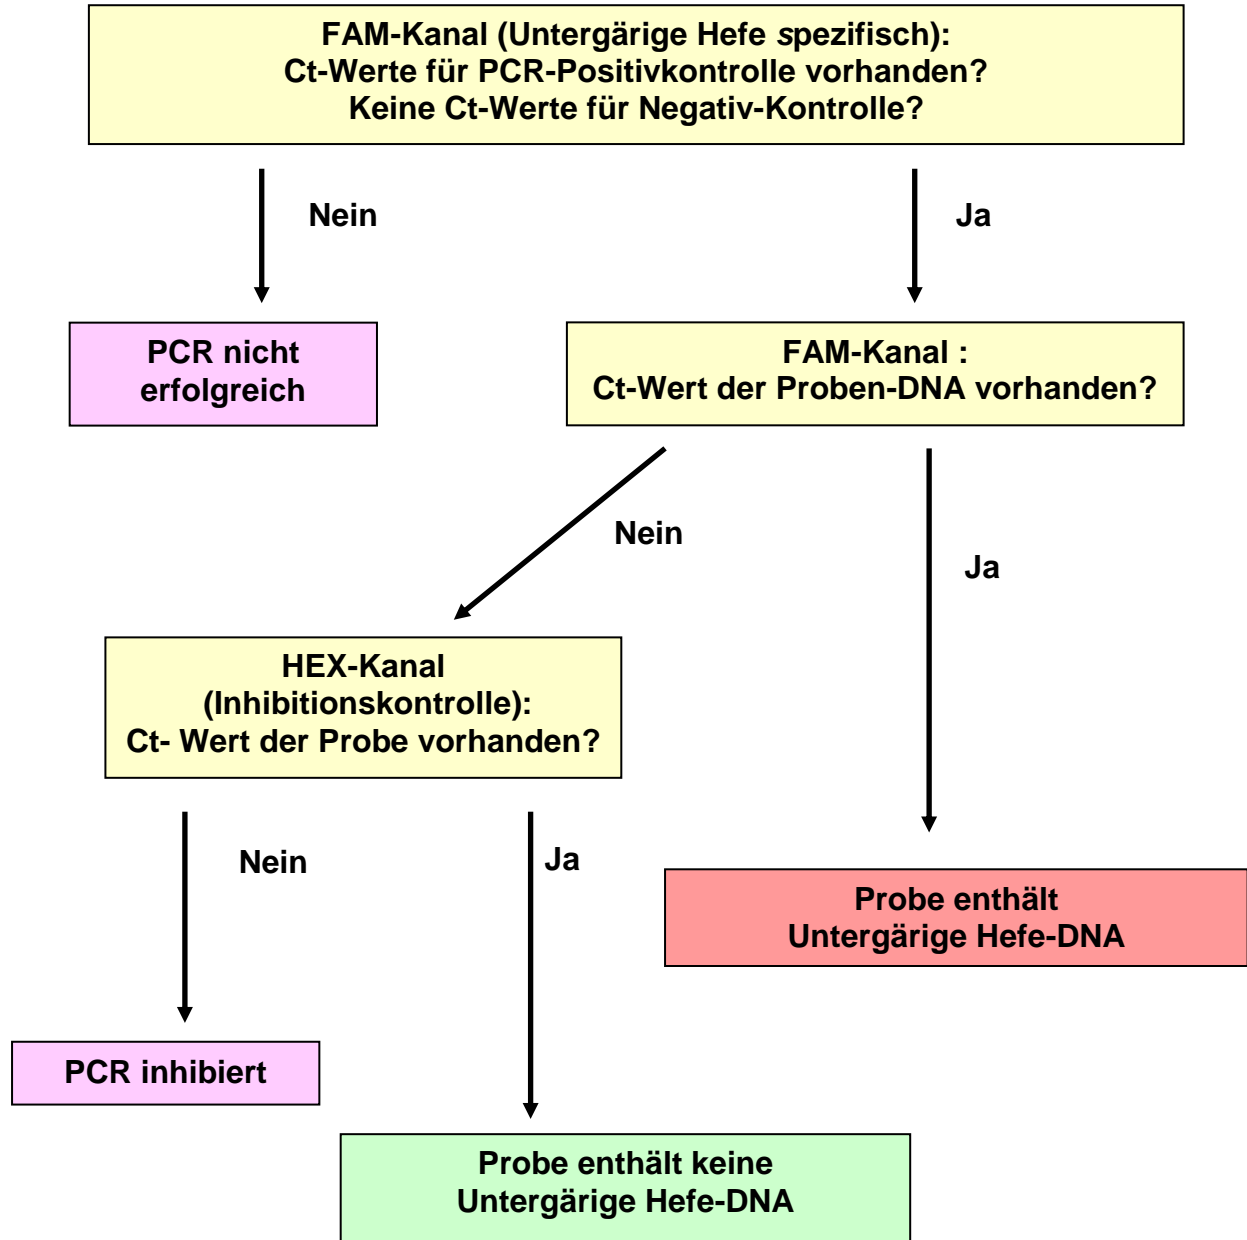 FAM-Kanal (Untergärige Hefe spezifisch):
Ct-Werte für PCR-Positivkontrolle vorhanden?
Keine Ct-Werte für Negativ-Kontrolle?
Nein
Ja
PCR nicht
erfolgreich
FAM-Kanal :
Ct-Wert der Proben-DNA vorhanden?
Nein
Ja
HEX-Kanal
(Inhibitionskontrolle):
Ct- Wert der Probe vorhanden?
Nein
Ja
Probe enthält
Untergärige Hefe-DNA
PCR inhibiert
Probe enthält keine
Untergärige Hefe-DNA